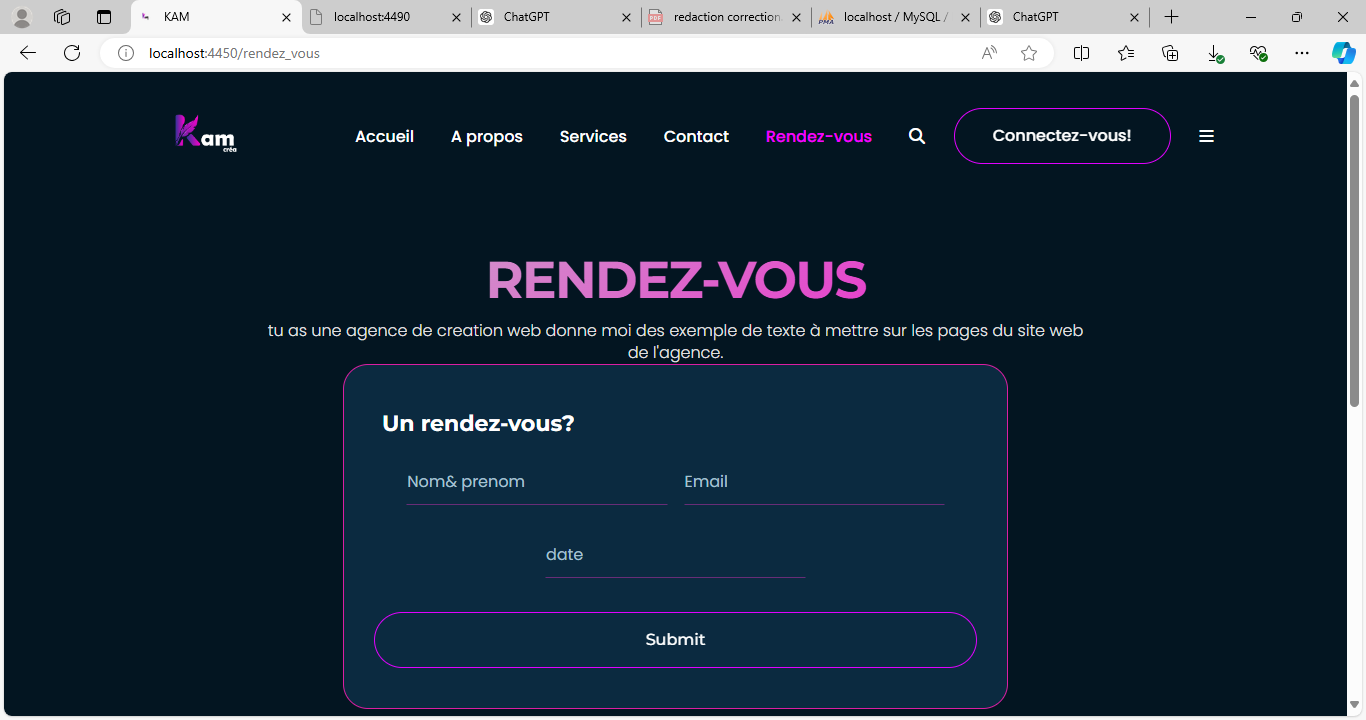 KAM
localhost:4490
ChatGPT
redaction correction
localhost / MySQL /
ChatGPT
localhost:4450/rendez_vous
Kam
créa
Accueil
A propos
Services
Contact
Rendez-vous
Connectez-vous!
RENDEZ-VOUS
tu as une agence de creation web donne moi des exemple de texte à mettre sur les pages du site web
de l'agence.
Un rendez-vous?
Nom& prenom
Email
date
Submit